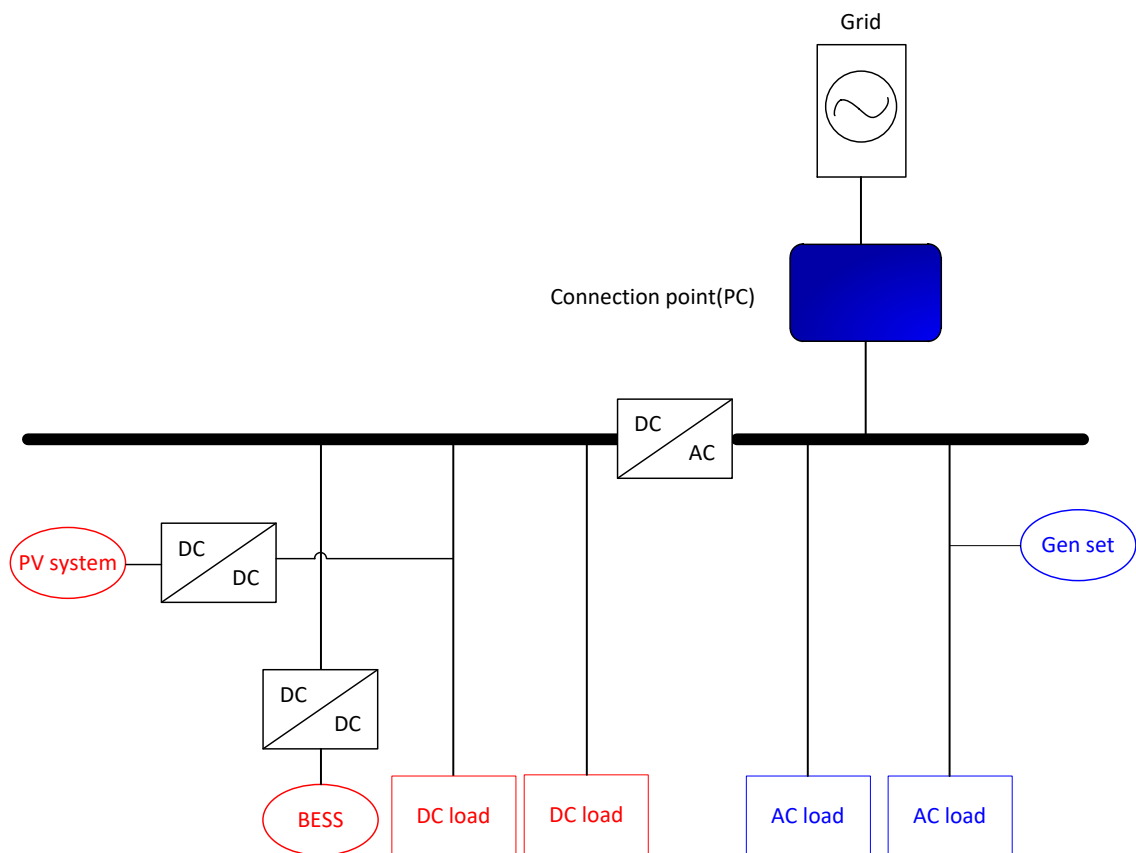 Grid
Connection point(PC)
DC
AC
PV system
DC
DC
Gen set
DC
DC
BESS
DC load
DC load
AC load
AC load